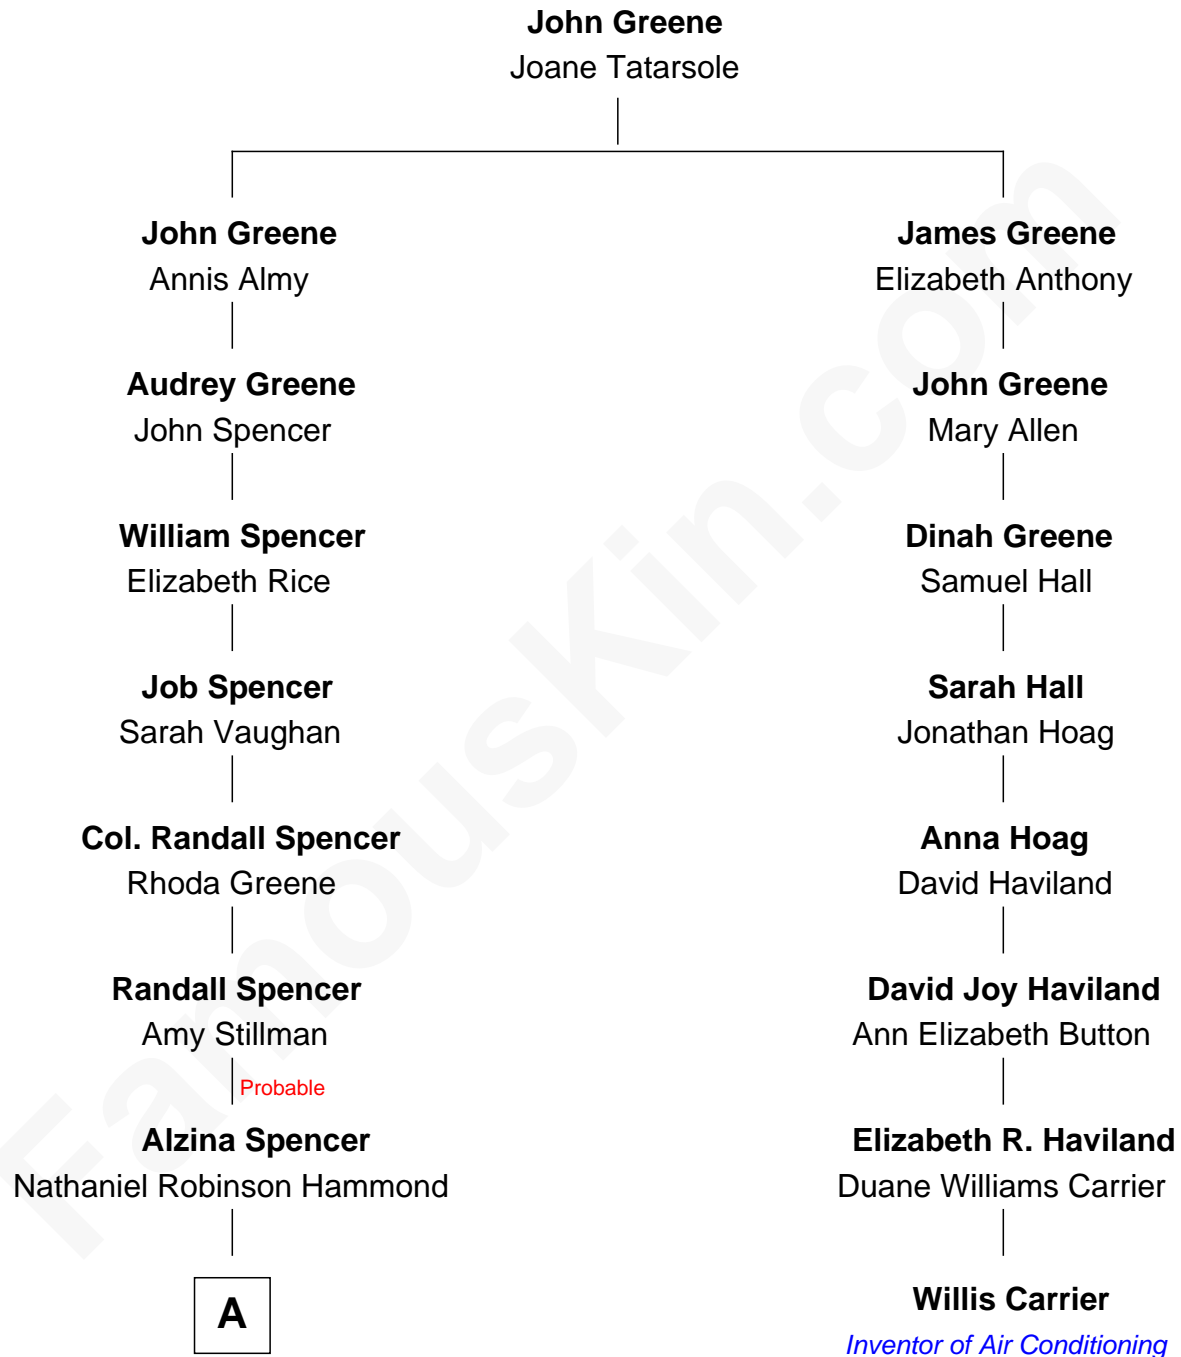 John Greene
Joane Tatarsole
John Greene
Annis Almy
James Greene
Elizabeth Anthony
Audrey Greene
John Spencer
John Greene
Mary Allen
William Spencer
Elizabeth Rice
Dinah Greene
Samuel Hall
Job Spencer
Sarah Vaughan
Sarah Hall
Jonathan Hoag
Col. Randall Spencer
Rhoda Greene
Anna Hoag
David Haviland
Randall Spencer
Amy Stillman
David Joy Haviland
Ann Elizabeth Button
Probable
Alzina Spencer
Nathaniel Robinson Hammond
Elizabeth R. Haviland
Duane Williams Carrier
A
Willis Carrier
Inventor of Air Conditioning
FamousKin.com